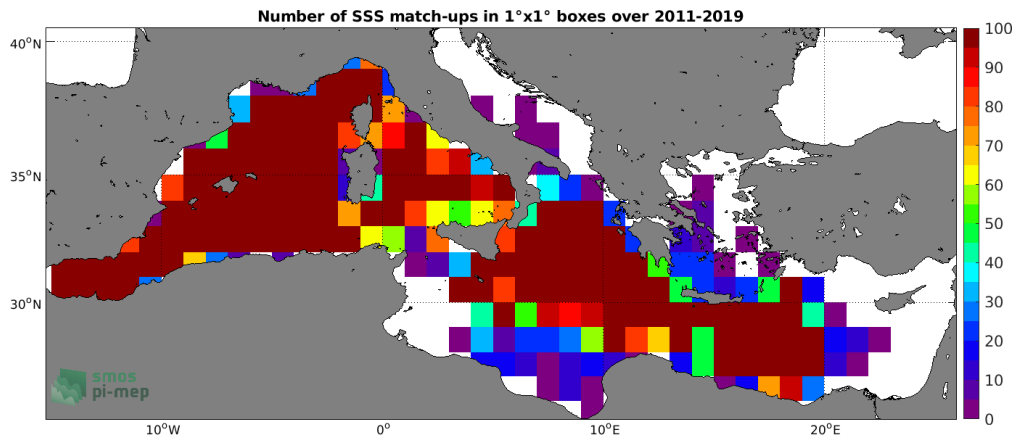 Number of SSS match-ups in 1°x1° boxes over 2011-2019
40°N
35°N
30°N
10°W
0°
10°E
20°E
100
90
80
70
60
50
40
30
20
10
0
smos
pi-mep